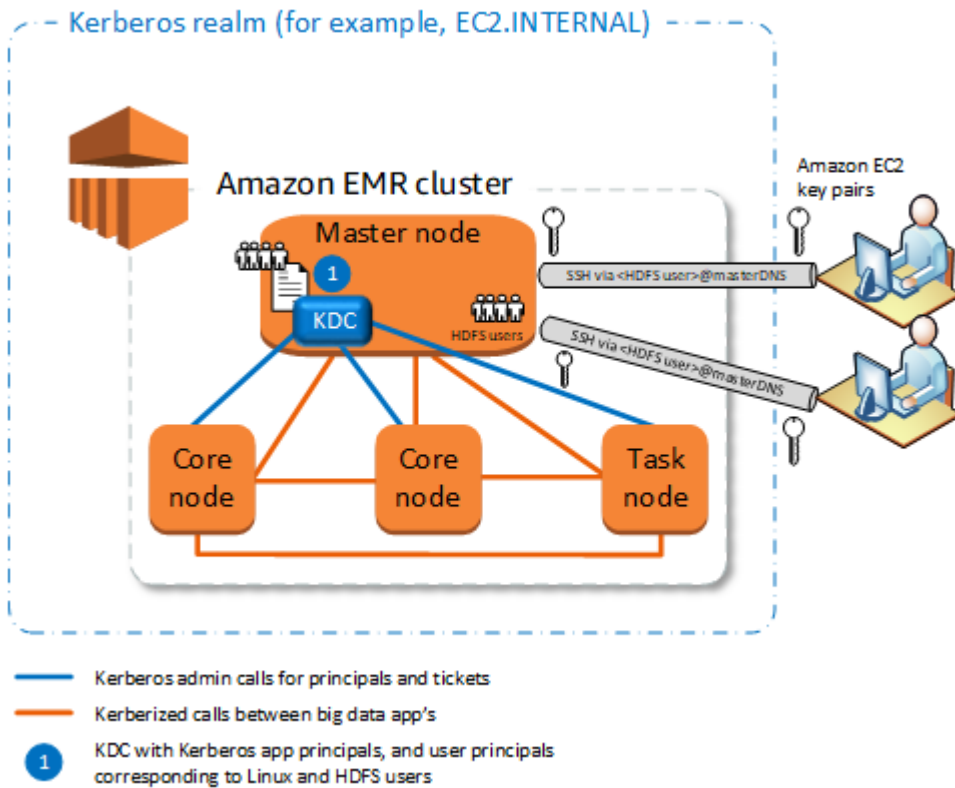 Kerberos realm (for example, EC2.INTERNAL)
Amazon EC2
key pairs
Amazon EMR cluster
Master node
1
SSH via <HDFS user>@masterDNS
KDC
HDFS users
SSH via <HDFS user>@masterDNS
Core
node
Core
node
Task
node
Kerberos admin calls for principals and tickets
Kerberized calls between big data app's
1
KDC with Kerberos app principals, and user principals
corresponding to Linux and HDFS users